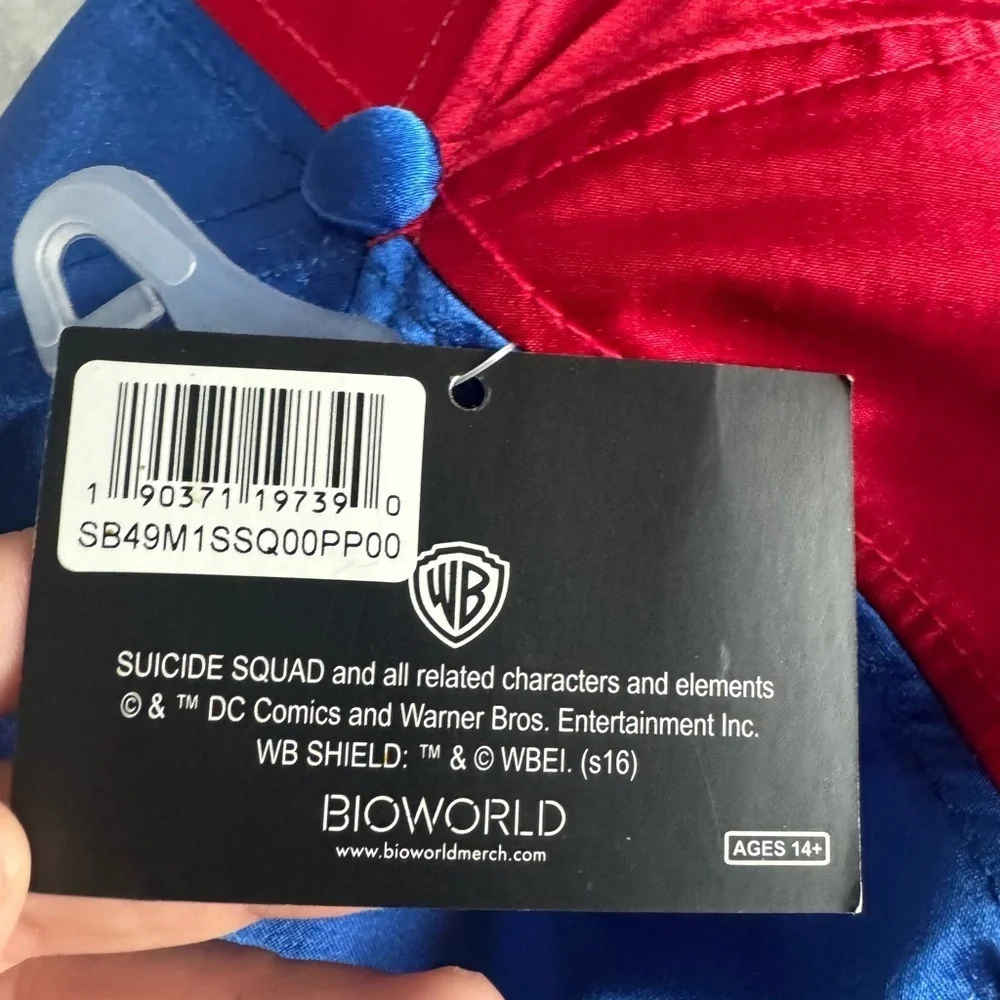 1 90371 19739 0
SB49M1SSQ00PP00
WB
SUICIDE SQUAD and all related characters and elements
© & ™ DC Comics and Warner Bros. Entertainment Inc.
WB SHIELD: ™ & © WBEI. (s16)
BIOWORLD
www.bioworldmerch.com
AGES 14+